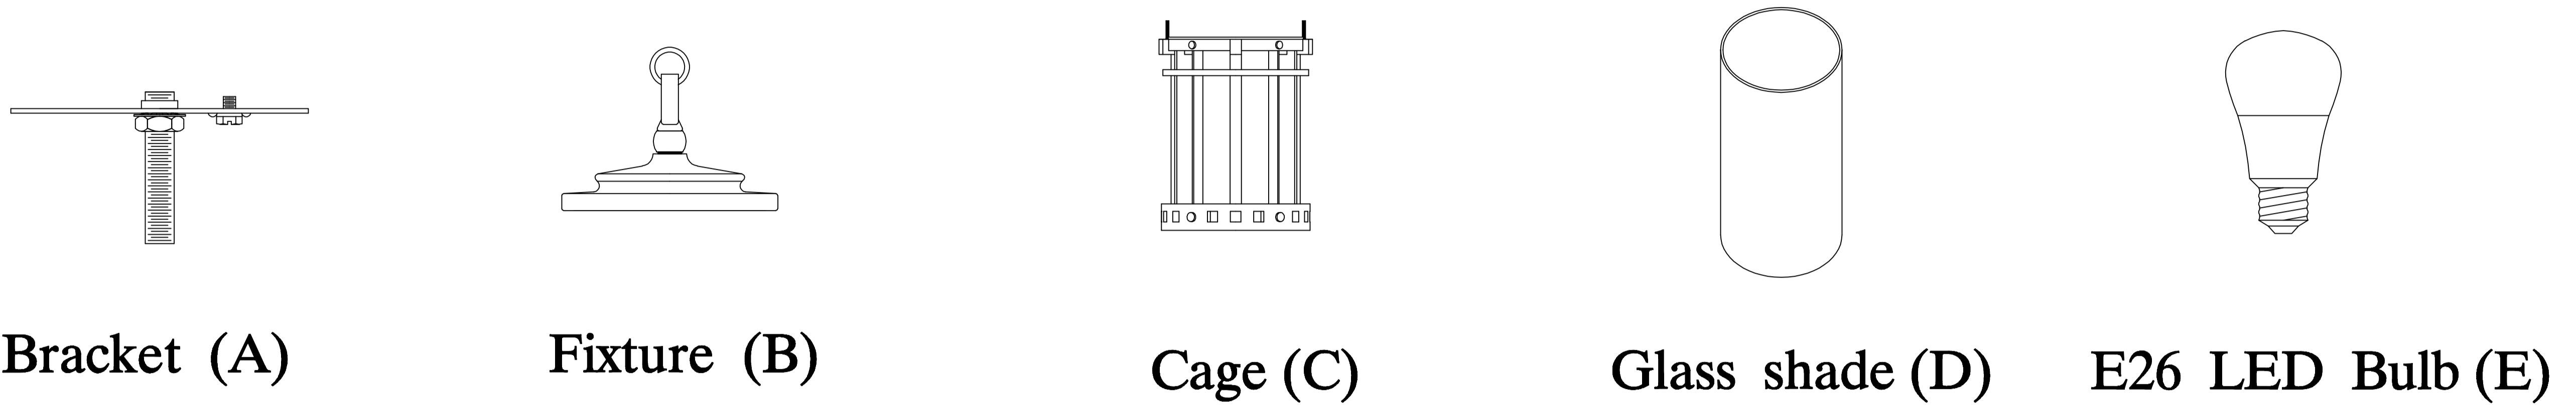 Bracket (A)
Fixture (B)
Cage (C)
Glass shade (D)
E26 LED Bulb (E)